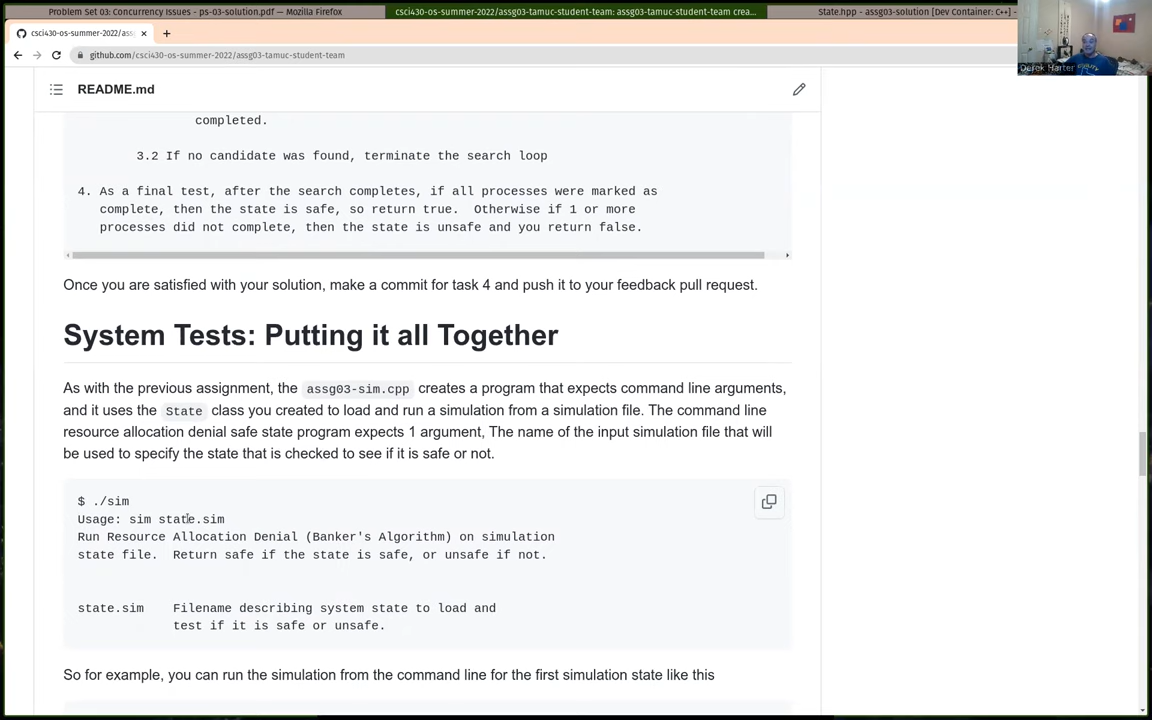 Problem Set 03: Concurrency Issues - ps-03-solution.pdf — Mozilla Firefox
csci430-os-summer-2022/assg03-tamuc-student-team: assg03-tamuc-student-team crea...
State.hpp - assg03-solution [Dev Container: C++] -
csci430-os-summer-2022/ass
github.com/csci430-os-summer-2022/assg03-tamuc-student-team
Derek Harter
README.md
completed.
3.2 If no candidate was found, terminate the search loop
4. As a final test, after the search completes, if all processes were marked as
complete, then the state is safe, so return true. Otherwise if 1 or more
processes did not complete, then the state is unsafe and you return false.
Once you are satisfied with your solution, make a commit for task 4 and push it to your feedback pull request.
System Tests: Putting it all Together
As with the previous assignment, the assg03-sim.cpp creates a program that expects command line arguments,
and it uses the State class you created to load and run a simulation from a simulation file. The command line
resource allocation denial safe state program expects 1 argument, The name of the input simulation file that will
be used to specify the state that is checked to see if it is safe or not.
$ ./sim
Usage: sim state.sim
Run Resource Allocation Denial (Banker's Algorithm) on simulation
state file. Return safe if the state is safe, or unsafe if not.
state.sim Filename describing system state to load and
test if it is safe or unsafe.
So for example, you can run the simulation from the command line for the first simulation state like this